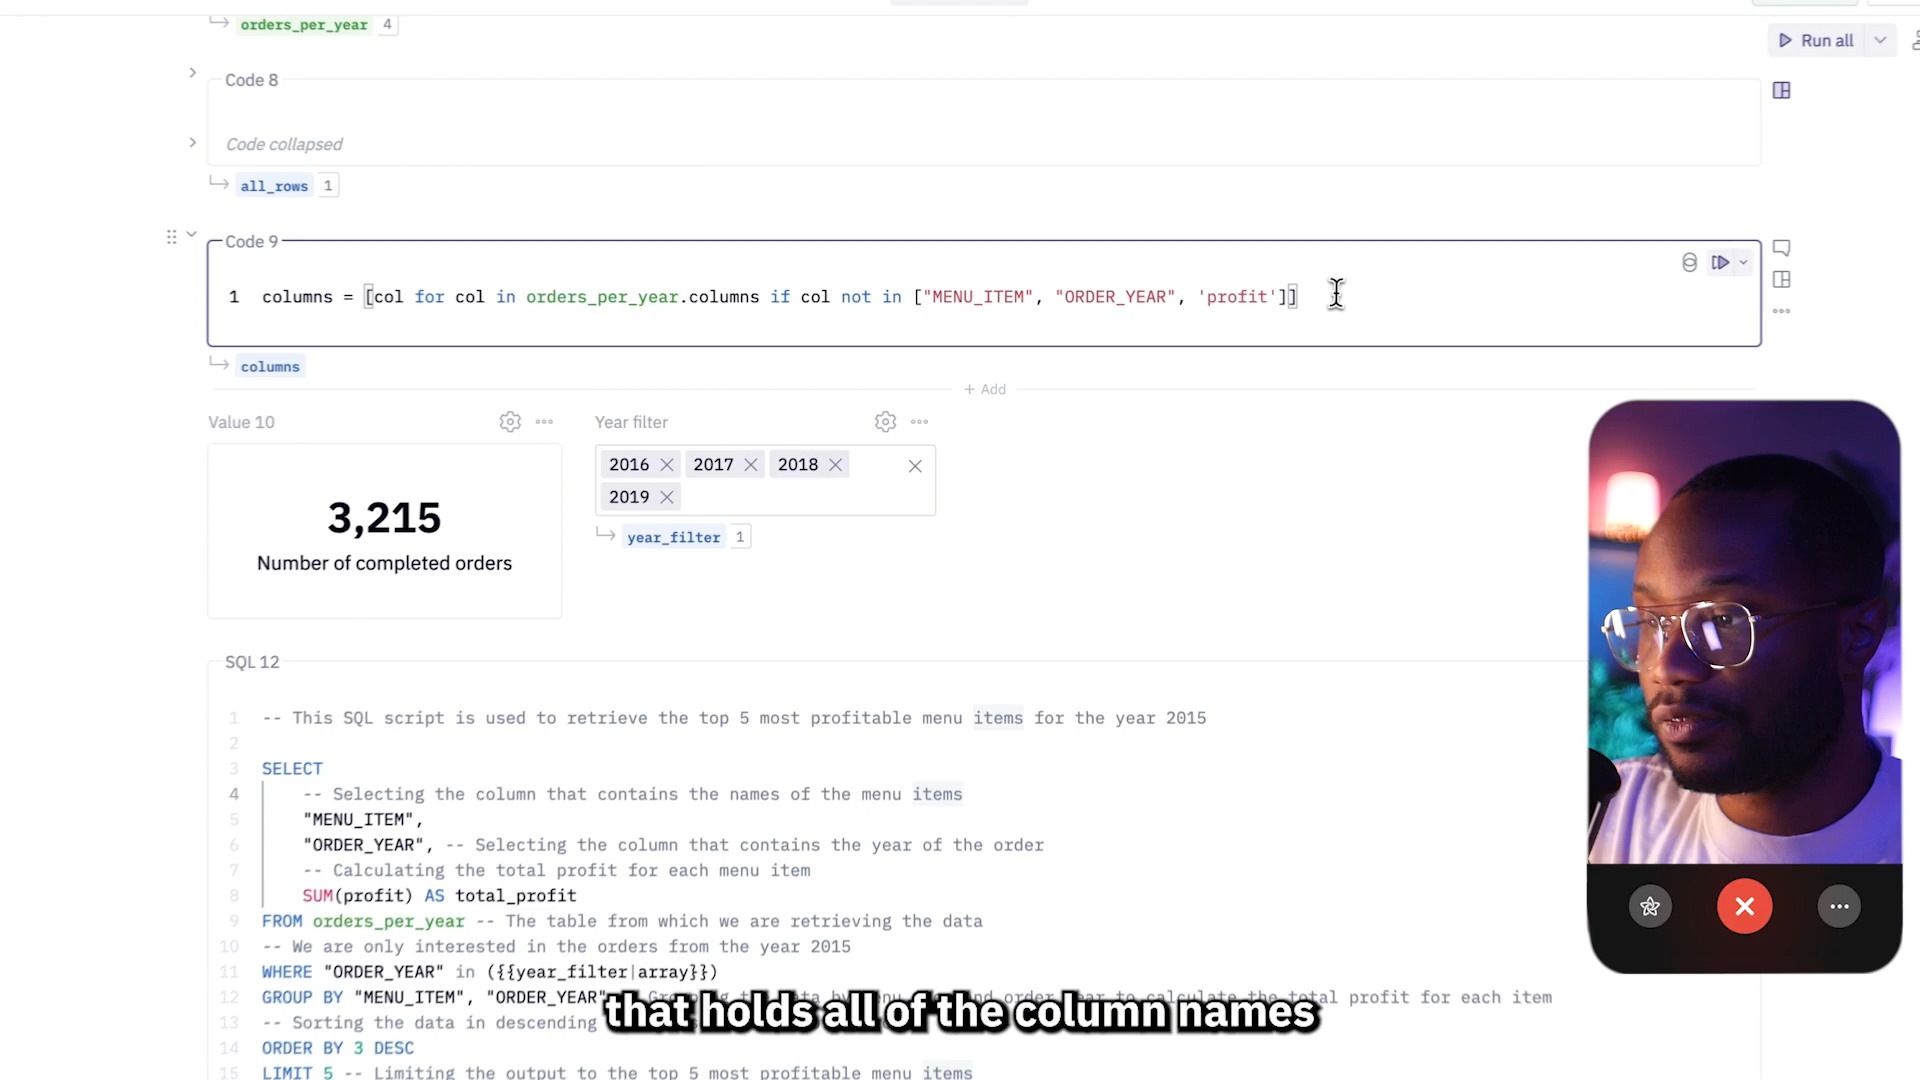 orders_per_year 4
Run all
Code 8
Code collapsed
all_rows 1
Code 9
1 columns = [col for col in orders_per_year.columns if col not in ["MENU_ITEM", "ORDER_YEAR", 'profit']]
columns
+ Add
Value 10
Year filter
2016 2017 2018
2019
3,215
Number of completed orders
year_filter 1
SQL 12
1 -- This SQL script is used to retrieve the top 5 most profitable menu items for the year 2015
2
3 SELECT
4 -- Selecting the column that contains the names of the menu items
5 "MENU_ITEM",
6 "ORDER_YEAR", -- Selecting the column that contains the year of the order
7 -- Calculating the total profit for each menu item
8 SUM(profit) AS total_profit
9 FROM orders_per_year -- The table from which we are retrieving the data
10 -- We are only interested in the orders from the year 2015
11 WHERE "ORDER_YEAR" in ({{year_filter|array}})
12 GROUP BY "MENU_ITEM", "ORDER_YEAR" to calculate the total profit for each item
that holds all of the column names
13 -- Sorting the data in descending
14 ORDER BY 3 DESC
15 LIMIT 5 -- Limiting the output to the top 5 most profitable menu items